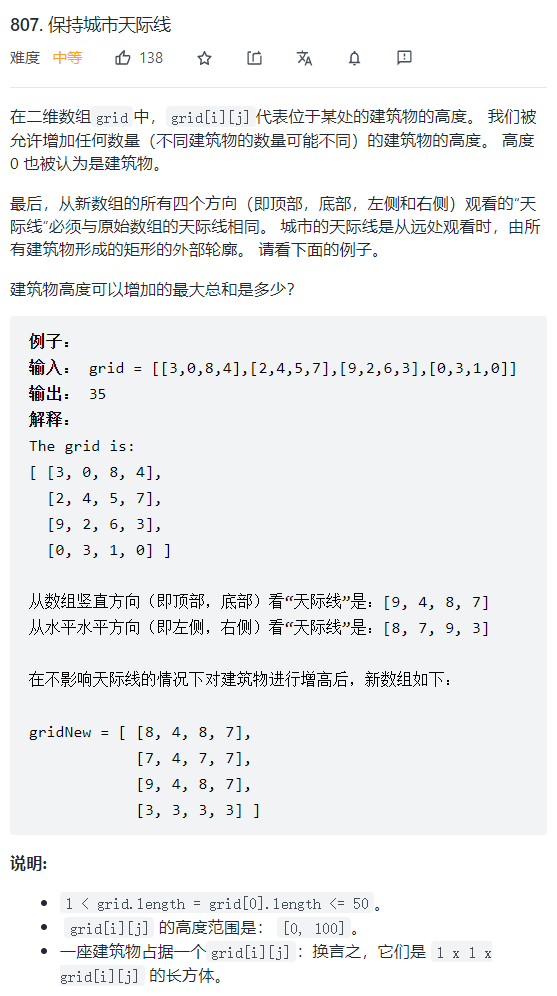 807. 保持城市天际线
难度 中等 138
在二维数组grid中，grid[i][j]代表位于某处的建筑物的高度。 我们被
允许增加任何数量（不同建筑物的数量可能不同）的建筑物的高度。 高度
0 也被认为是建筑物。
最后，从新数组的所有四个方向（即顶部，底部，左侧和右侧）观看的“天
际线”必须与原始数组的天际线相同。 城市的天际线是从远处观看时，由所
有建筑物形成的矩形的外部轮廓。 请看下面的例子。
建筑物高度可以增加的最大总和是多少？
例子：
输入： grid = [[3,0,8,4],[2,4,5,7],[9,2,6,3],[0,3,1,0]]
输出： 35
解释：
The grid is:
[ [3, 0, 8, 4],
[2, 4, 5, 7],
[9, 2, 6, 3],
[0, 3, 1, 0] ]
从数组竖直方向（即顶部，底部）看“天际线”是：[9, 4, 8, 7]
从水平水平方向（即左侧，右侧）看“天际线”是：[8, 7, 9, 3]
在不影响天际线的情况下对建筑物进行增高后，新数组如下：
gridNew = [ [8, 4, 8, 7],
[7, 4, 7, 7],
[9, 4, 8, 7],
[3, 3, 3, 3] ]
说明:
• 1 < grid.length = grid[0].length <= 50。
• grid[i][j] 的高度范围是： [0, 100]。
• 一座建筑物占据一个grid[i][j]：换言之，它们是 1 x 1 x
grid[i][j] 的长方体。